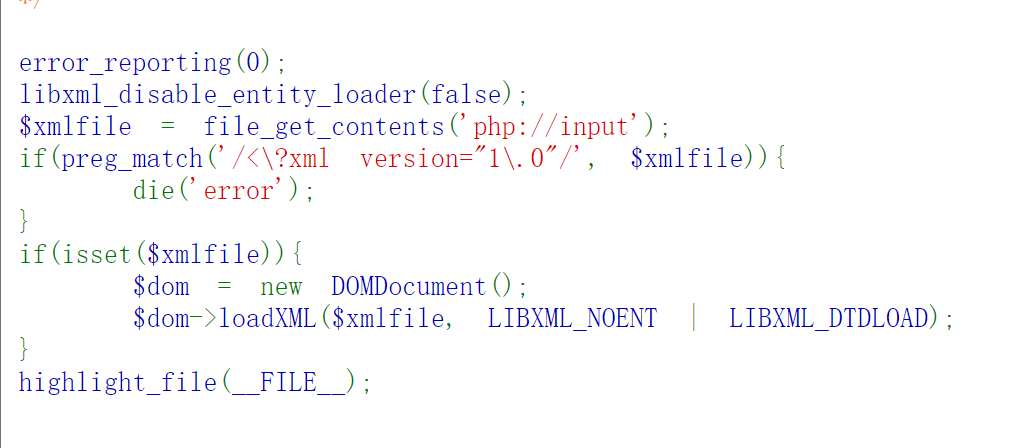 */
error_reporting(0);
libxml_disable_entity_loader(false);
$xmlfile = file_get_contents('php://input');
if(preg_match('/<\?xml version="1\.0"/', $xmlfile)){
die('error');
}
if(isset($xmlfile)){
$dom = new DOMDocument();
$dom->loadXML($xmlfile, LIBXML_NOENT | LIBXML_DTDLOAD);
}
highlight_file(__FILE__);